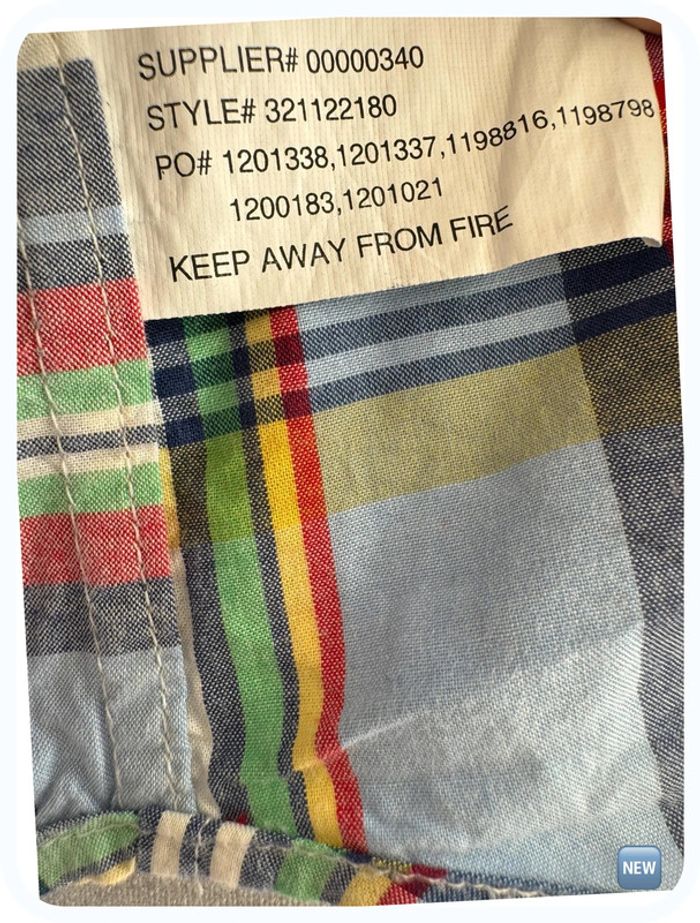 SUPPLIER# 00000340
STYLE# 321122180
PO# 1201338,1201337,1198816,1198798
1200183,1201021
KEEP AWAY FROM FIRE
NEW